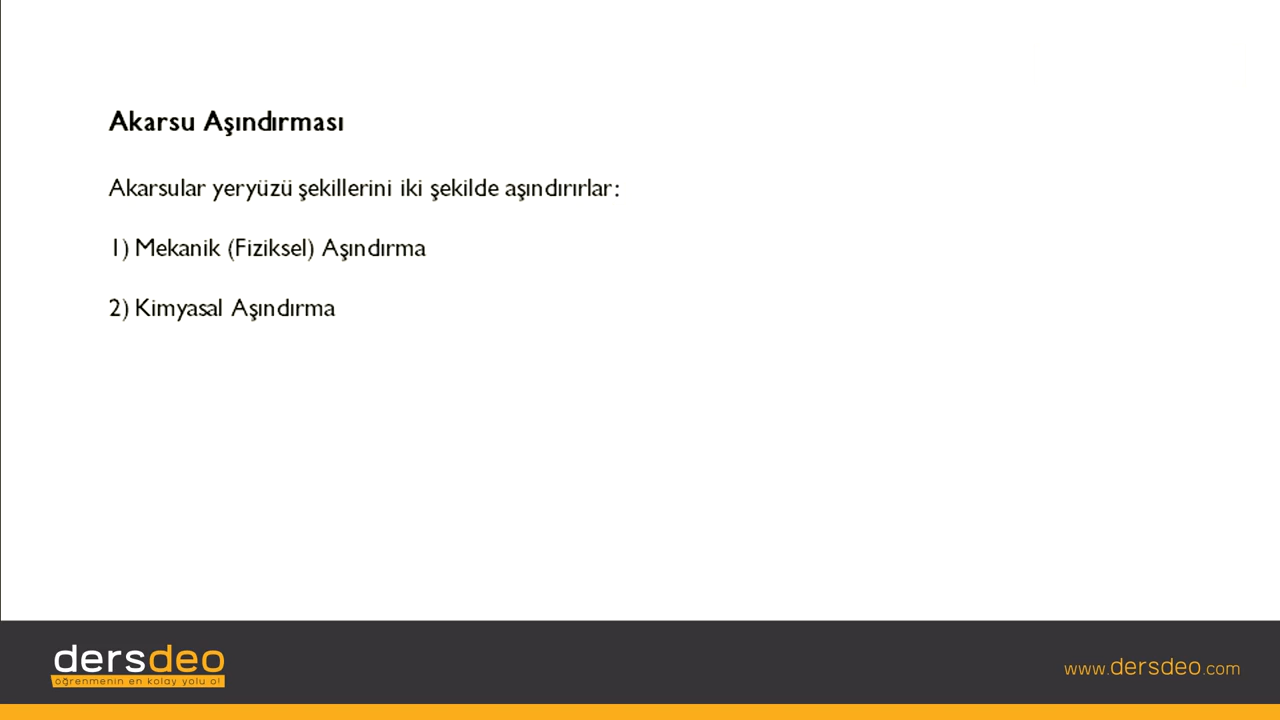 Akarsu Aşındırması
Akarsular yeryüzü şekillerini iki şekilde aşındırırlar:
1) Mekanik (Fiziksel) Aşındırma
2) Kimyasal Aşındırma
dersdeo
öğrenmenin en kolay yolu o!
www.dersdeo.com